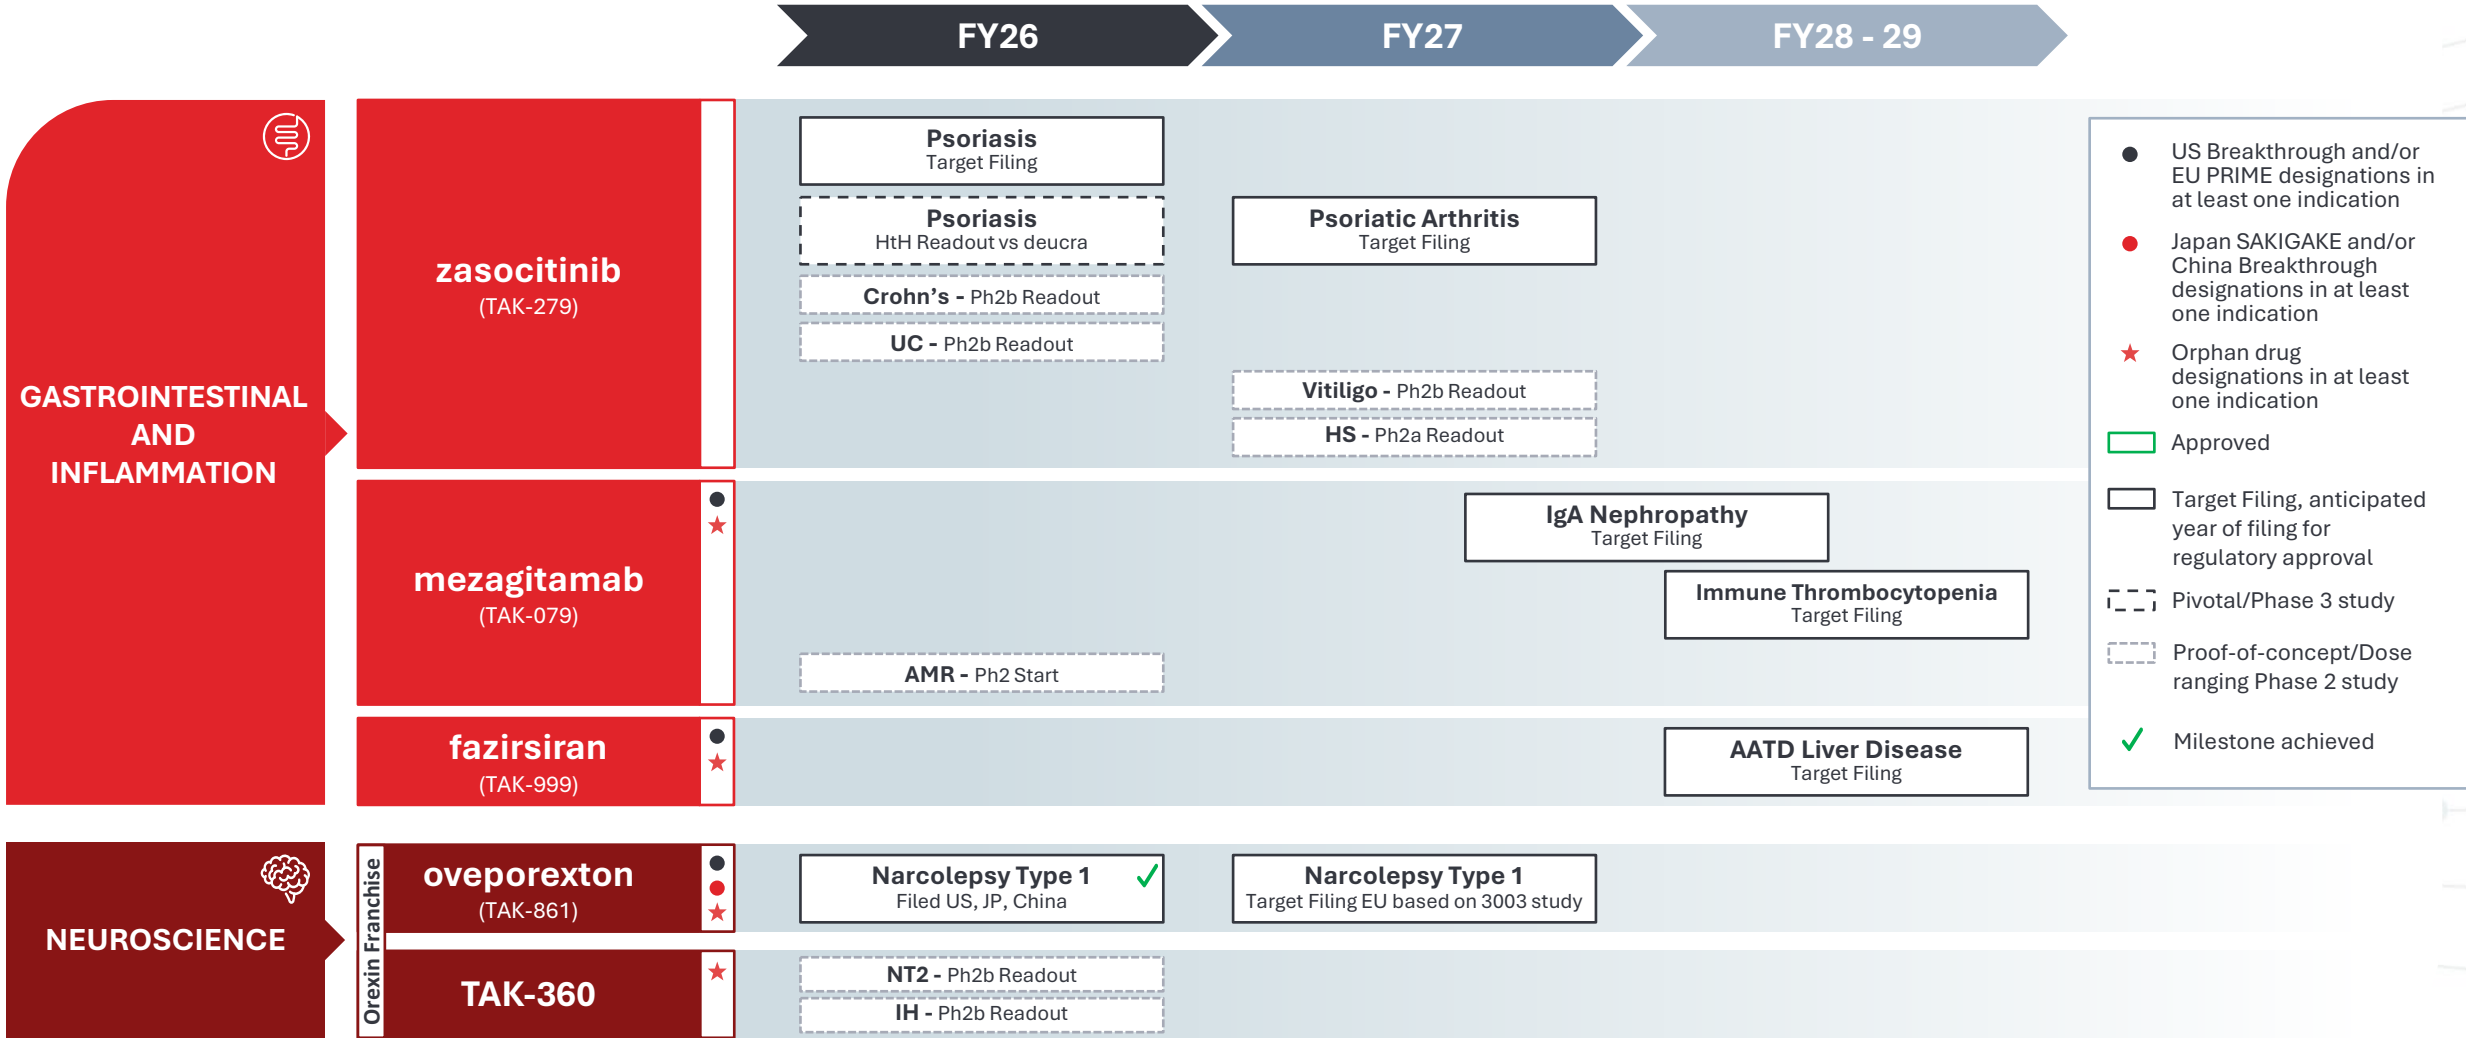 FY26
FY27
FY28 - 29
GASTROINTESTINAL
AND
INFLAMMATION
zasocitinib
(TAK-279)
Psoriasis
Target Filing
Psoriasis
HtH Readout vs deucra
Crohn’s - Ph2b Readout
UC - Ph2b Readout
Psoriatic Arthritis
Target Filing
Vitiligo - Ph2b Readout
HS - Ph2a Readout
mezagitamab
(TAK-079)
IgA Nephropathy
Target Filing
Immune Thrombocytopenia
Target Filing
AMR - Ph2 Start
fazirsiran
(TAK-999)
AATD Liver Disease
Target Filing
NEUROSCIENCE
Orexin Franchise
oveporexton
(TAK-861)
Narcolepsy Type 1
Filed US, JP, China
Narcolepsy Type 1
Target Filing EU based on 3003 study
TAK-360
NT2 - Ph2b Readout
IH - Ph2b Readout
US Breakthrough and/or
EU PRIME designations in
at least one indication
Japan SAKIGAKE and/or
China Breakthrough
designations in at least
one indication
Orphan drug
designations in at least
one indication
Approved
Target Filing, anticipated
year of filing for
regulatory approval
Pivotal/Phase 3 study
Proof-of-concept/Dose
ranging Phase 2 study
Milestone achieved